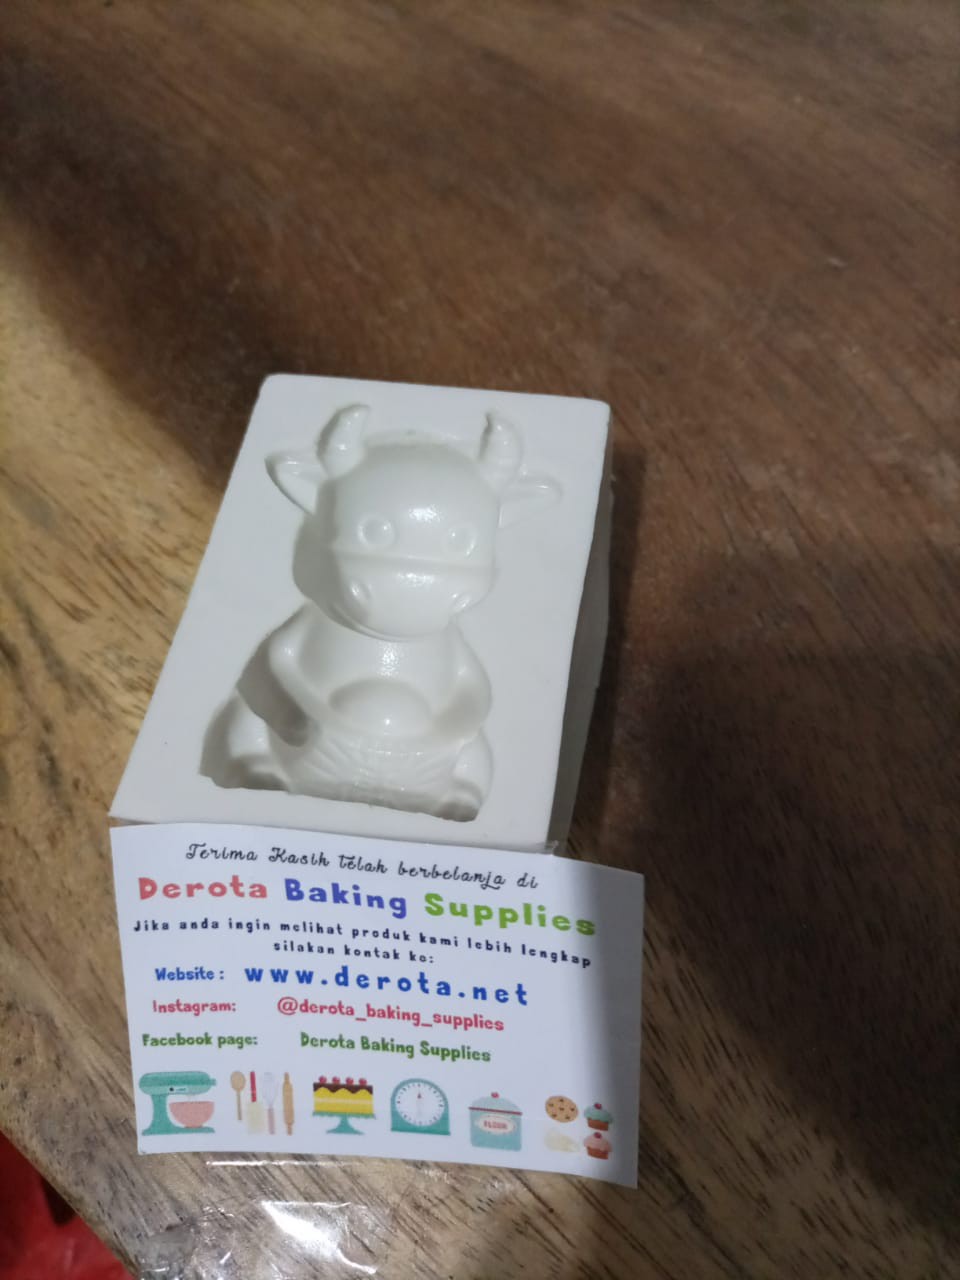 Terima Kasih telah berbelanja di
Derota Baking Supplies
Jika anda ingin melihat produk kami lebih lengkap
silakan kontak ke:
Website : www.derota.net
Instagram: @derota_baking_supplies
Facebook page: Derota Baking Supplies
FLOUR